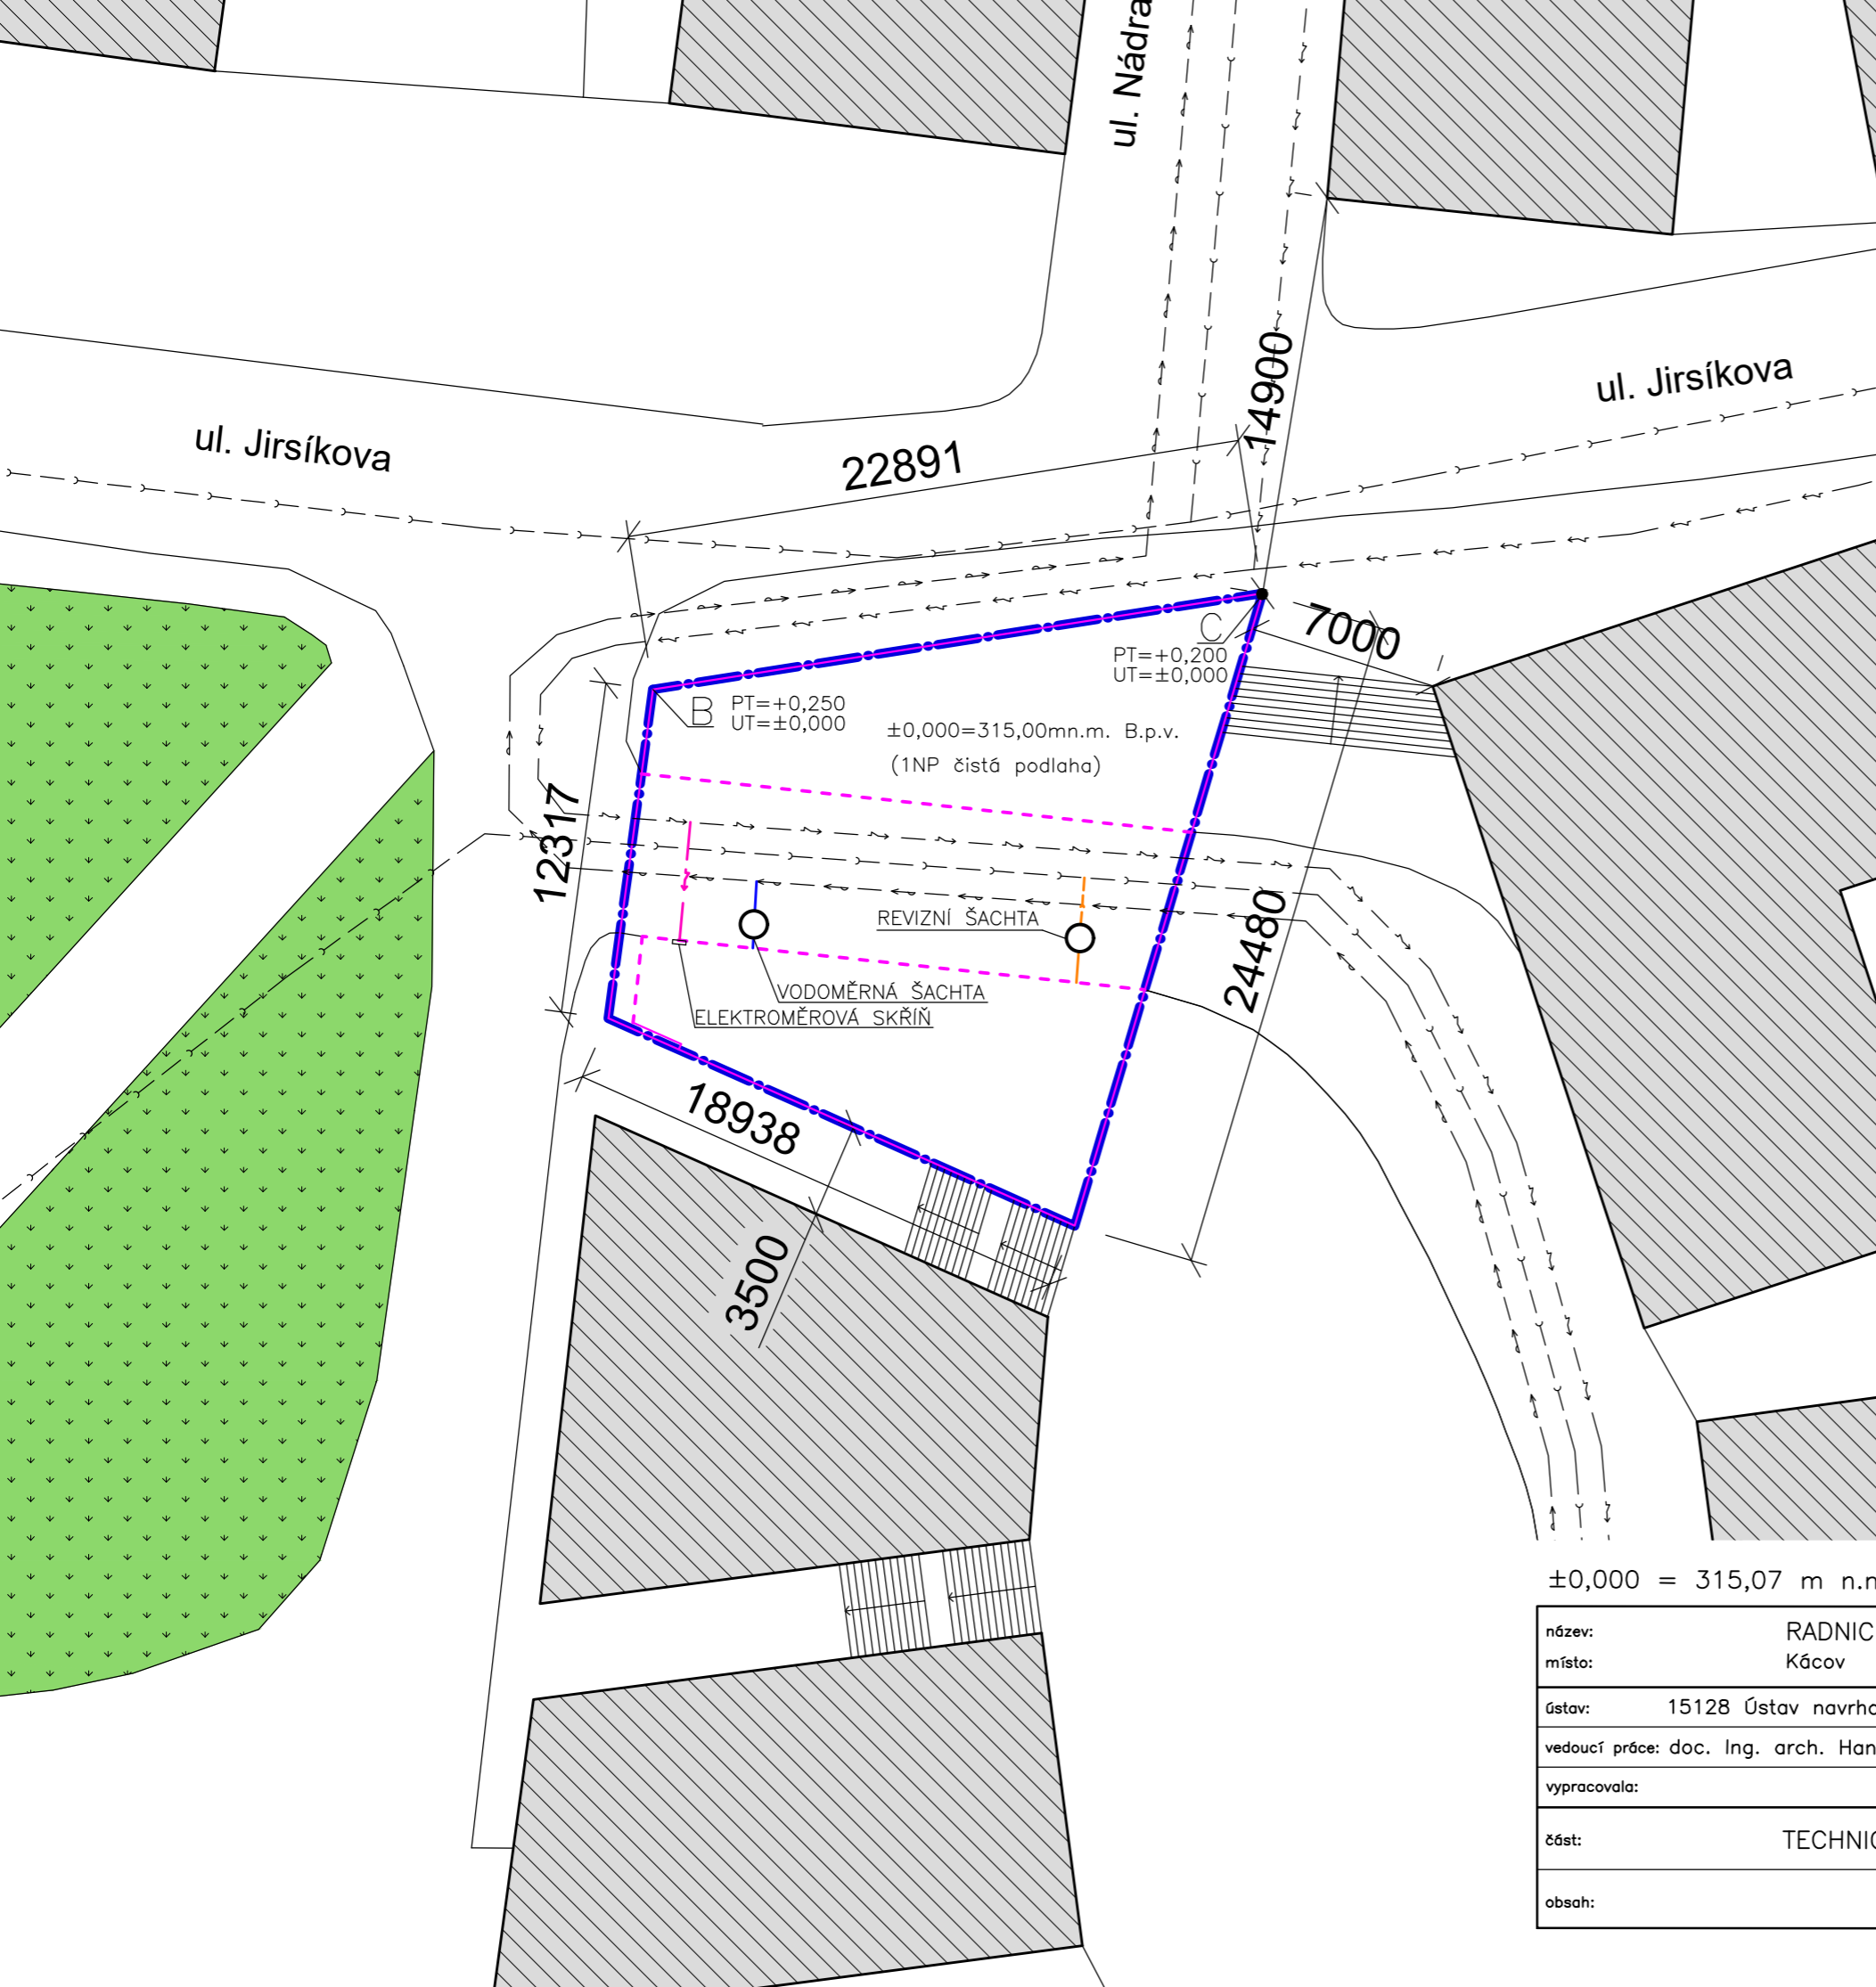 ul. Nádra
ul. Jirsíkova
ul. Jirsíkova
14900
22891
7000
C
PT=+0,200
UT=±0,000
B
PT=+0,250
UT=±0,000
±0,000=315,00mn.m. B.p.v.
(1NP čistá podlaha)
12317
REVIZNÍ ŠACHTA
24480
VODOMĚRNÁ ŠACHTA
ELEKTROMĚROVÁ SKŘÍŇ
18938
3500
±0,000 = 315,07 m n.n
název: RADNIC
místo: Kácov
ústav: 15128 Ústav navrho
vedoucí práce: doc. Ing. arch. Han
vypracovala:
část: TECHNIC
obsah: